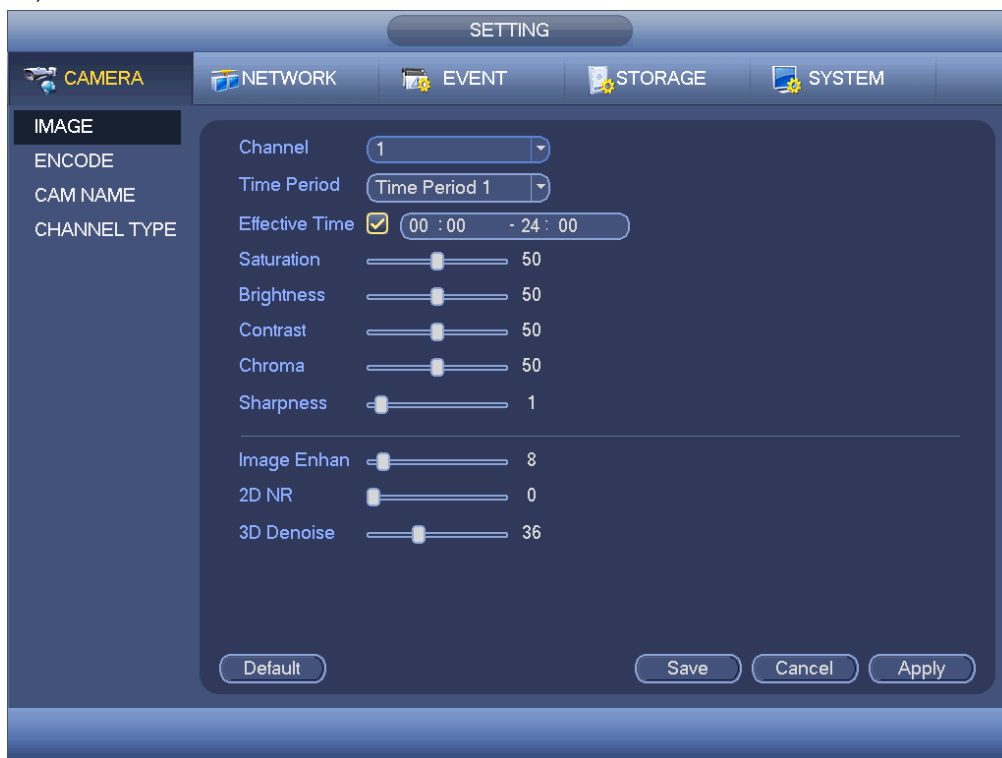 SETTING
CAMERA NETWORK EVENT STORAGE SYSTEM
IMAGE
ENCODE
CAM NAME
CHANNEL TYPE
Channel 1
Time Period Time Period 1
Effective Time 00 :00 - 24 : 00
Saturation 50
Brightness 50
Contrast 50
Chroma 50
Sharpness 1
Image Enhan 8
2D NR 0
3D Denoise 36
Default Save Cancel Apply